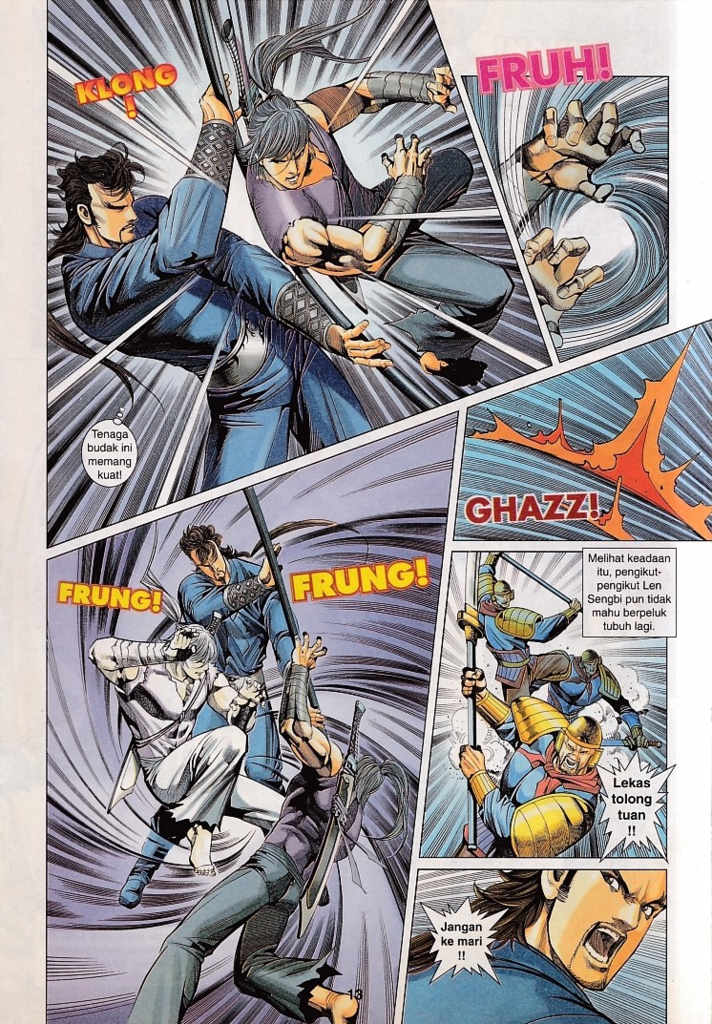 KLONG
!
FRUH!
Tenaga
budak ini
memang
kuat!
GHAZZ!
FRUNG!
FRUNG!
Melihat keadaan
itu, pengikut-
pengikut Len
Sengbi pun tidak
mahu berpeluk
tubuh lagi.
Lekas
tolong
tuan
!!
Jangan
ke mari
!!
13